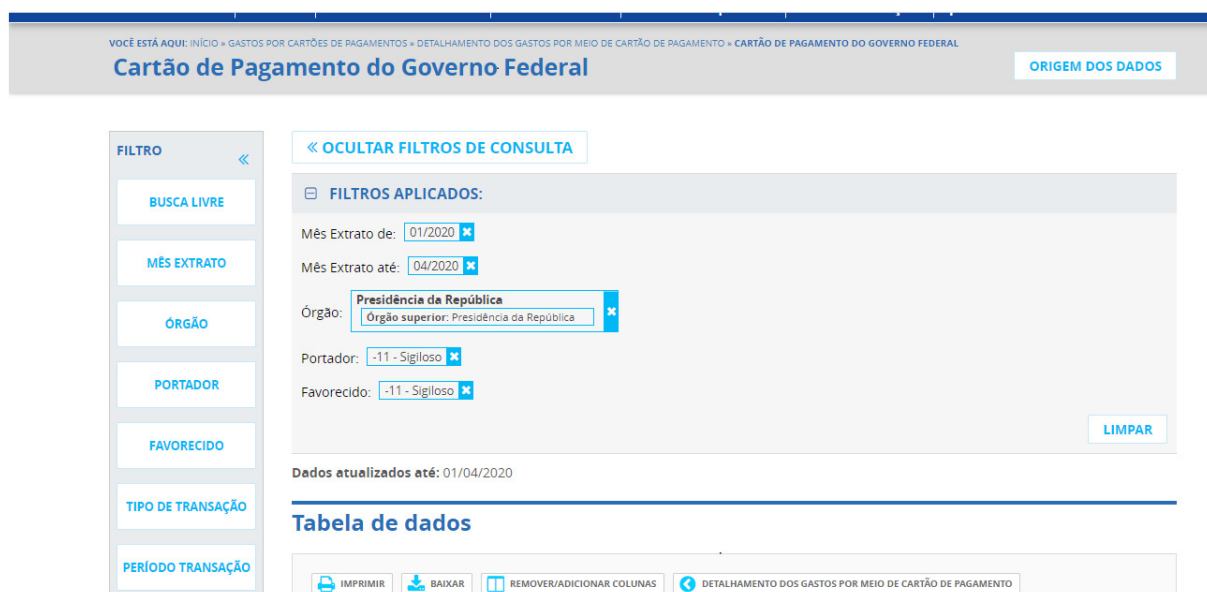 VOCÊ ESTÁ AQUI: INÍCIO » GASTOS POR CARTÕES DE PAGAMENTOS » DETALHAMENTO DOS GASTOS POR MEIO DE CARTÃO DE PAGAMENTO » CARTÃO DE PAGAMENTO DO GOVERNO FEDERAL
Cartão de Pagamento do Governo Federal
ORIGEM DOS DADOS
FILTRO «
BUSCA LIVRE
MÊS EXTRATO
ÓRGÃO
PORTADOR
FAVORECIDO
TIPO DE TRANSAÇÃO
PERÍODO TRANSAÇÃO
« OCULTAR FILTROS DE CONSULTA
FILTROS APLICADOS:
Mês Extrato de: 01/2020
Mês Extrato até: 04/2020
Órgão: Presidência da República
Órgão superior: Presidência da República
Portador: -11 - Sigiloso
Favorecido: -11 - Sigiloso
LIMPAR
Dados atualizados até: 01/04/2020
Tabela de dados
IMPRIMIR BAIXAR REMOVER/ADICIONAR COLUNAS DETALHAMENTO DOS GASTOS POR MEIO DE CARTÃO DE PAGAMENTO